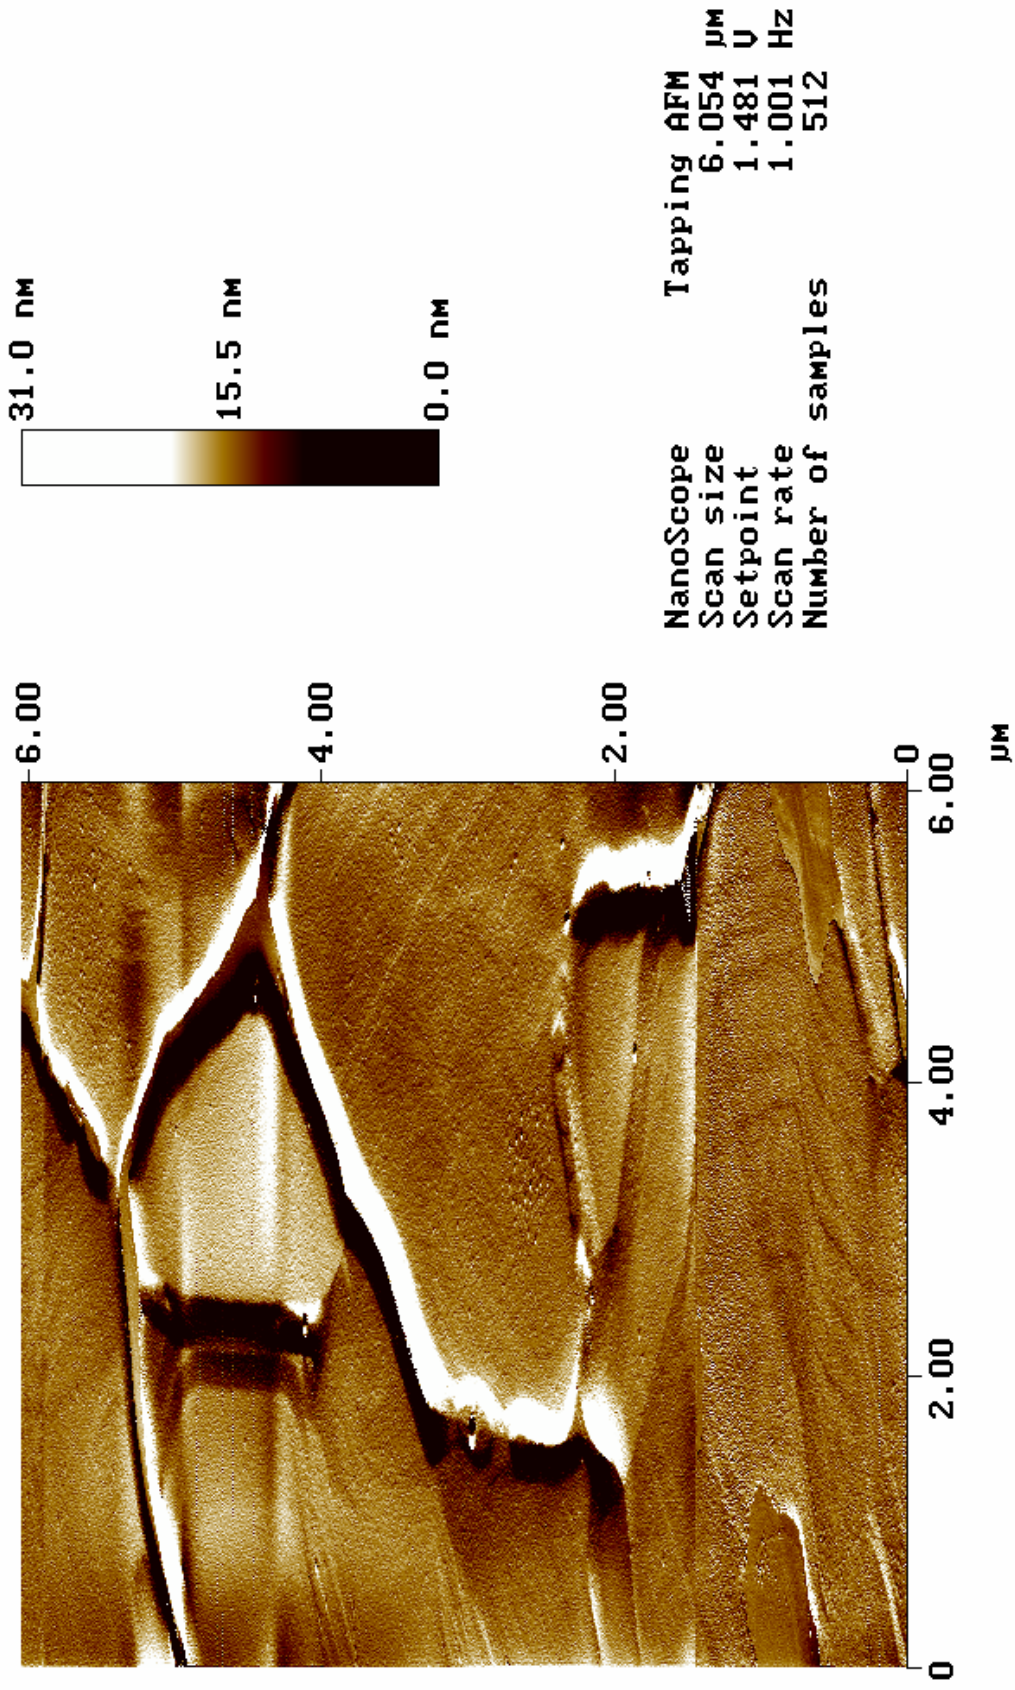 31.0 nm
15.5 nm
0.0 nm
NanoScope Tapping AFM
Scan size 6.054 µm
Setpoint 1.481 V
Scan rate 1.001 Hz
Number of samples 512
6.00
4.00
2.00
0
0
2.00
4.00
6.00
µm